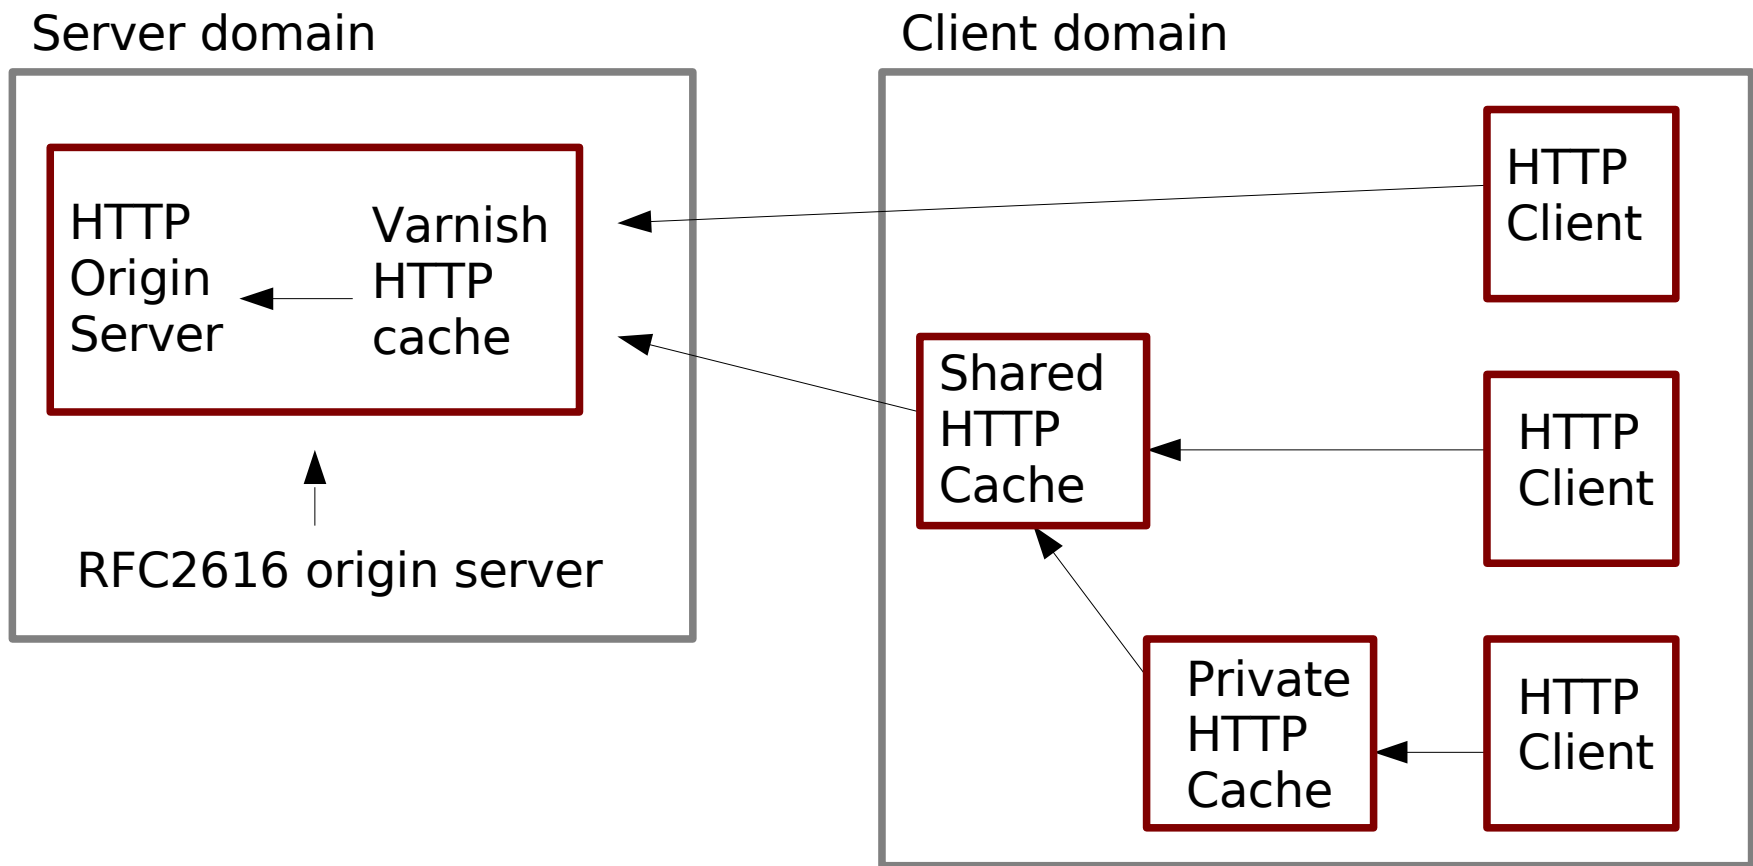 Server domain
Client domain
HTTP
Origin
Server
Varnish
HTTP
cache
RFC2616 origin server
HTTP
Client
Shared
HTTP
Cache
HTTP
Client
Private
HTTP
Cache
HTTP
Client